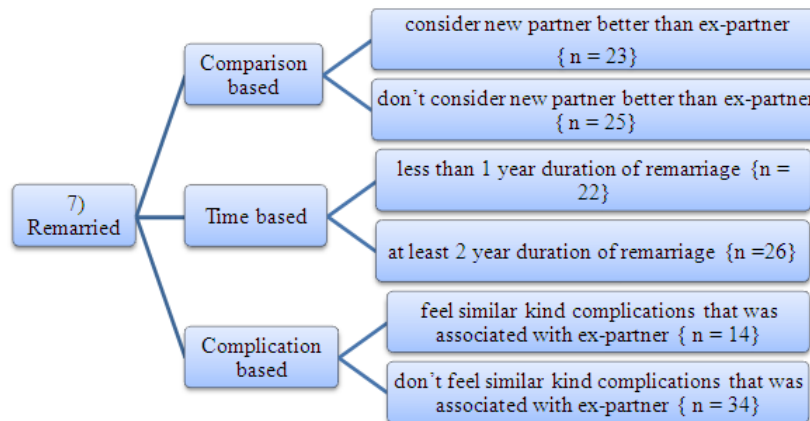 7)
Remarried
Comparison
based
consider new partner better than ex-partner
{ n = 23}
don't consider new partner better than ex-partner
{ n = 25}
Time based
less than 1 year duration of remarriage {n =
22}
at least 2 year duration of remarriage {n =26}
Complication
based
feel similar kind complications that was
associated with ex-partner { n = 14}
don't feel similar kind complications that was
associated with ex-partner { n = 34}